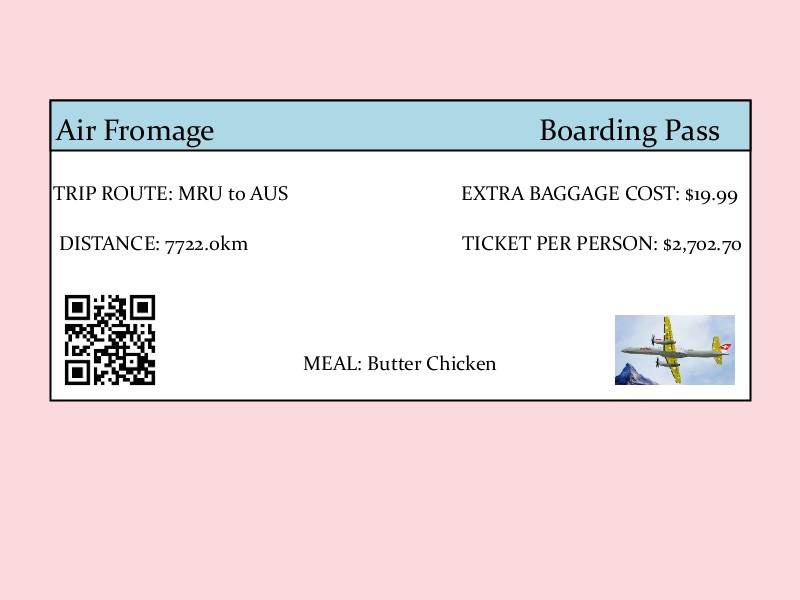 Air Fromage
Boarding Pass
TRIP ROUTE: MRU to AUS
EXTRA BAGGAGE COST: $19.99
DISTANCE: 7722.0km
TICKET PER PERSON: $2,702.70
MEAL: Butter Chicken